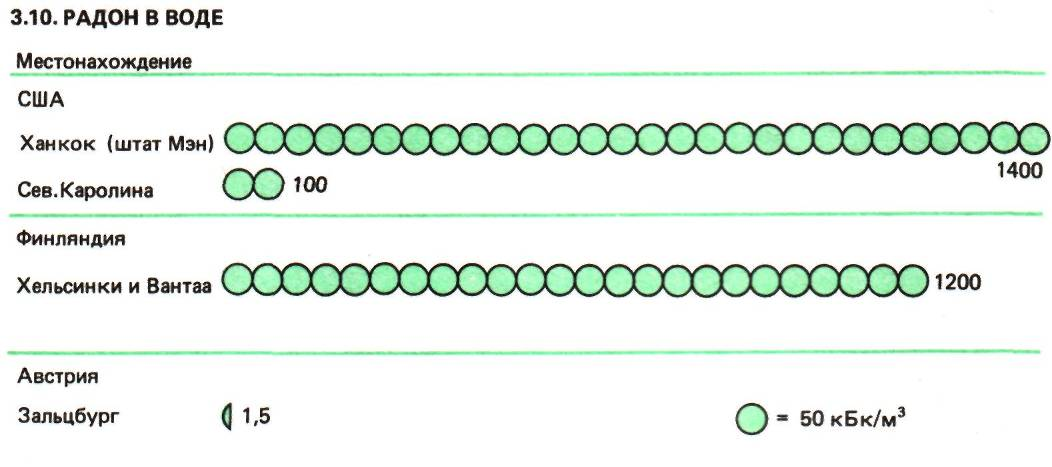 3.10. РАДОН В ВОДЕ
Местонахождение
США
Ханкок (штат Мэн)
1400
Сев.Каролина 100
Финляндия
Хельсинки и Вантаа 1200
Австрия
Зальцбург 1,5 = 50 кБк/м³